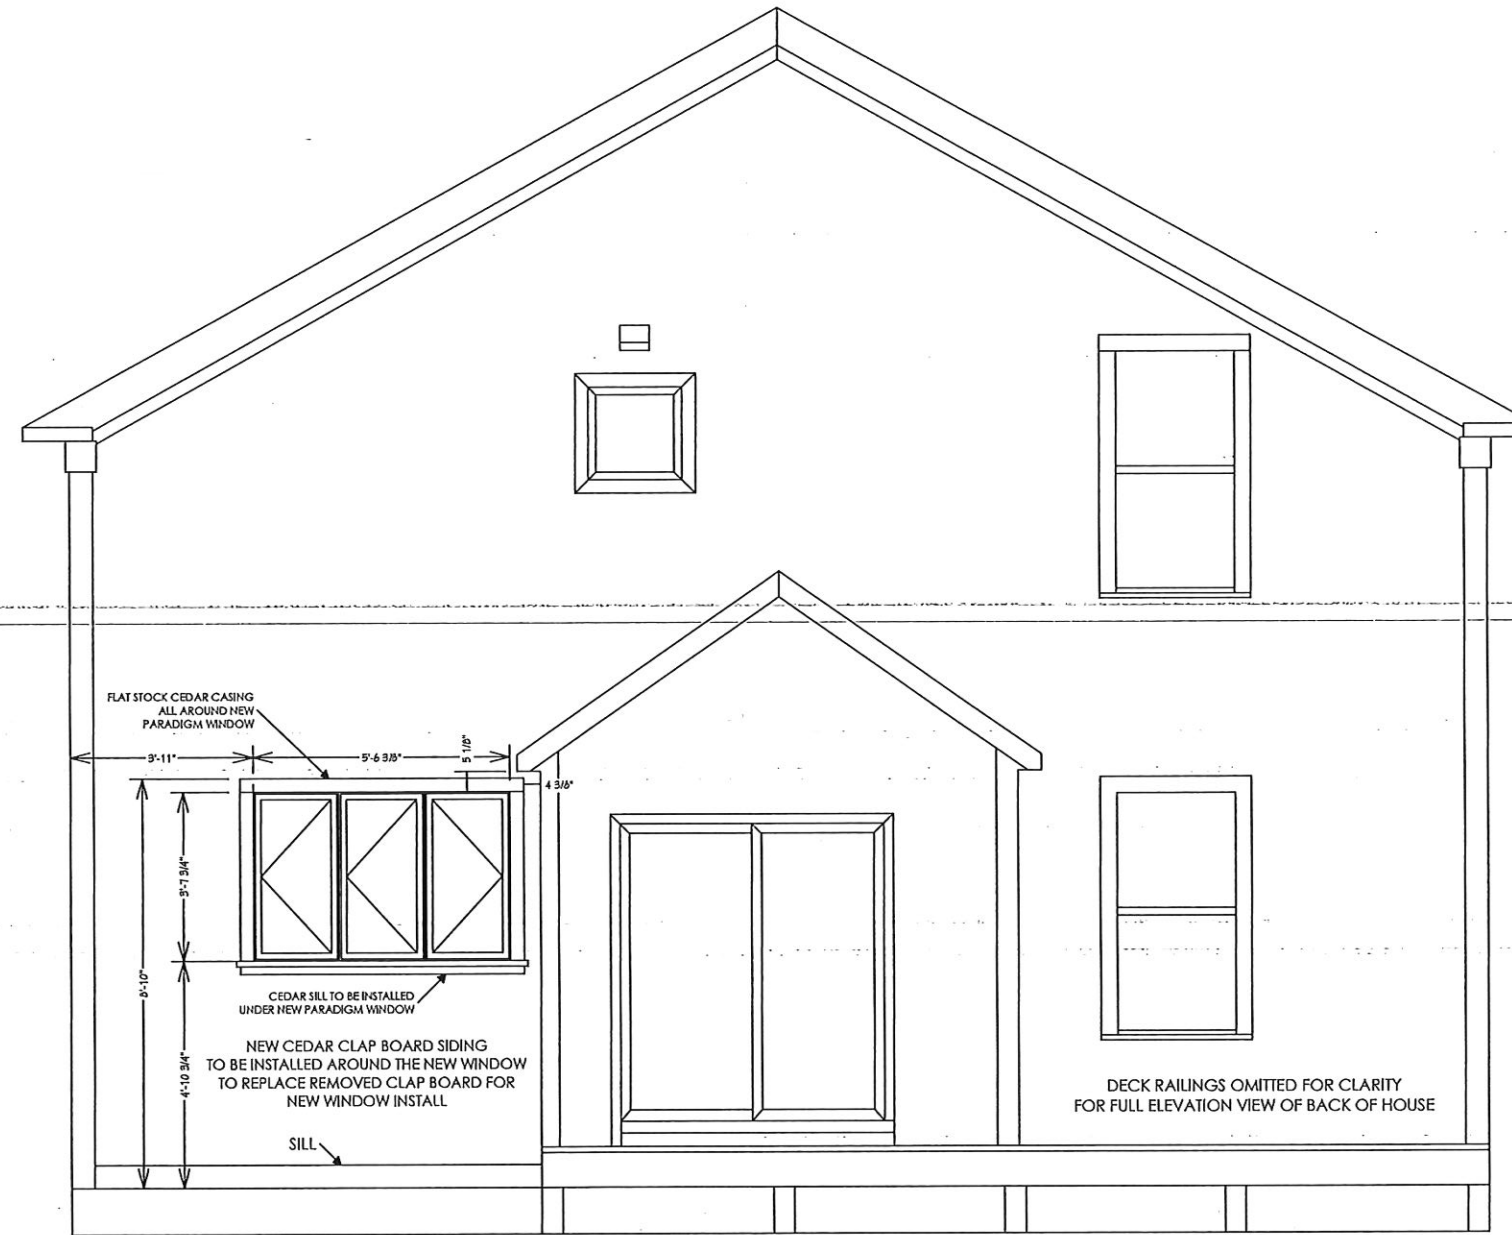 FLAT STOCK CEDAR CASING
ALL AROUND NEW
PARADIGM WINDOW
3'-11"
5'-6 3/8"
5 1/8"
4 3/8"
3'-7 3/4"
8'-10"
4'-10 3/4"
CEDAR SILL TO BE INSTALLED
UNDER NEW PARADIGM WINDOW
NEW CEDAR CLAP BOARD SIDING
TO BE INSTALLED AROUND THE NEW WINDOW
TO REPLACE REMOVED CLAP BOARD FOR
NEW WINDOW INSTALL
SILL
DECK RAILINGS OMITTED FOR CLARITY
FOR FULL ELEVATION VIEW OF BACK OF HOUSE